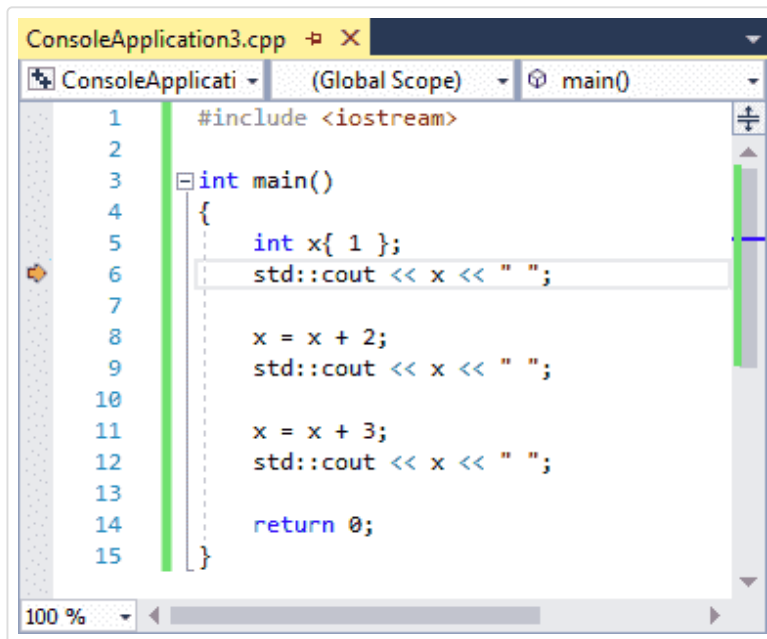 ConsoleApplication3.cpp
ConsoleApplicati (Global Scope) main()
1 #include <iostream>
2
3 int main()
4 {
5 int x{ 1 };
6 std::cout << x << " ";
7
8 x = x + 2;
9 std::cout << x << " ";
10
11 x = x + 3;
12 std::cout << x << " ";
13
14 return 0;
15 }
100 %